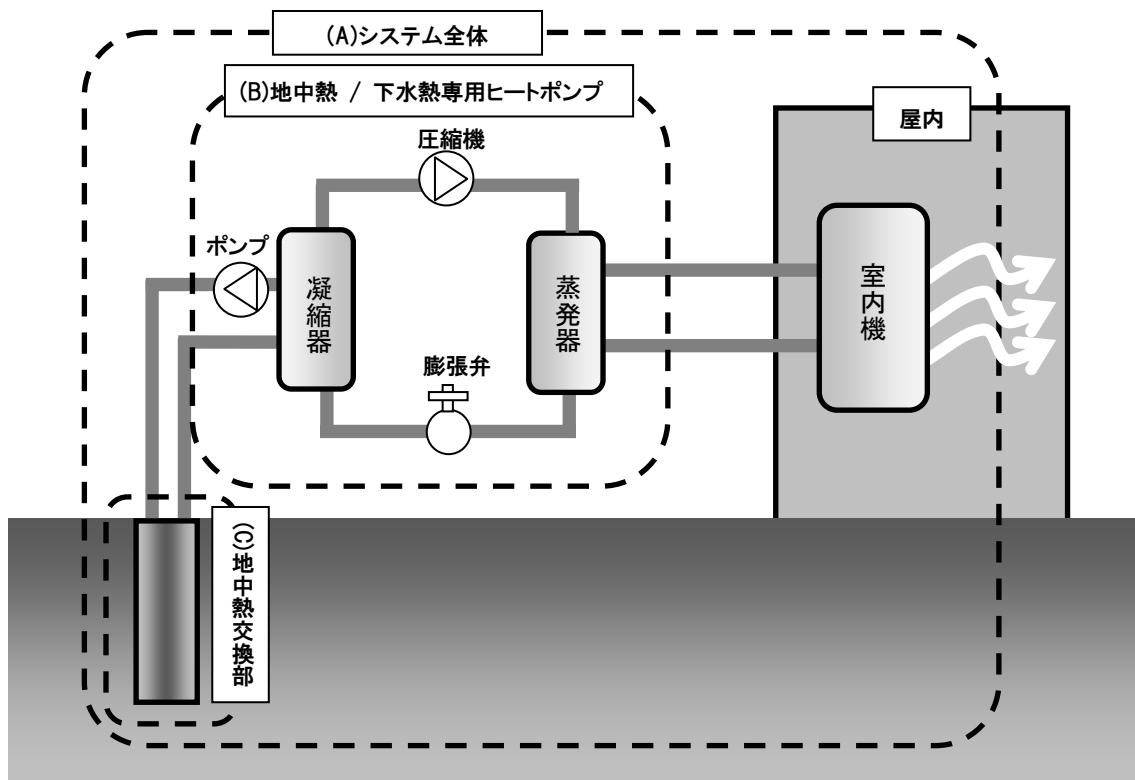 (A)システム全体
(B)地中熱 / 下水熱専用ヒートポンプ
屋内
圧縮機
ポンプ
凝縮器
蒸発器
室内機
膨張弁
(C)地中熱交換部